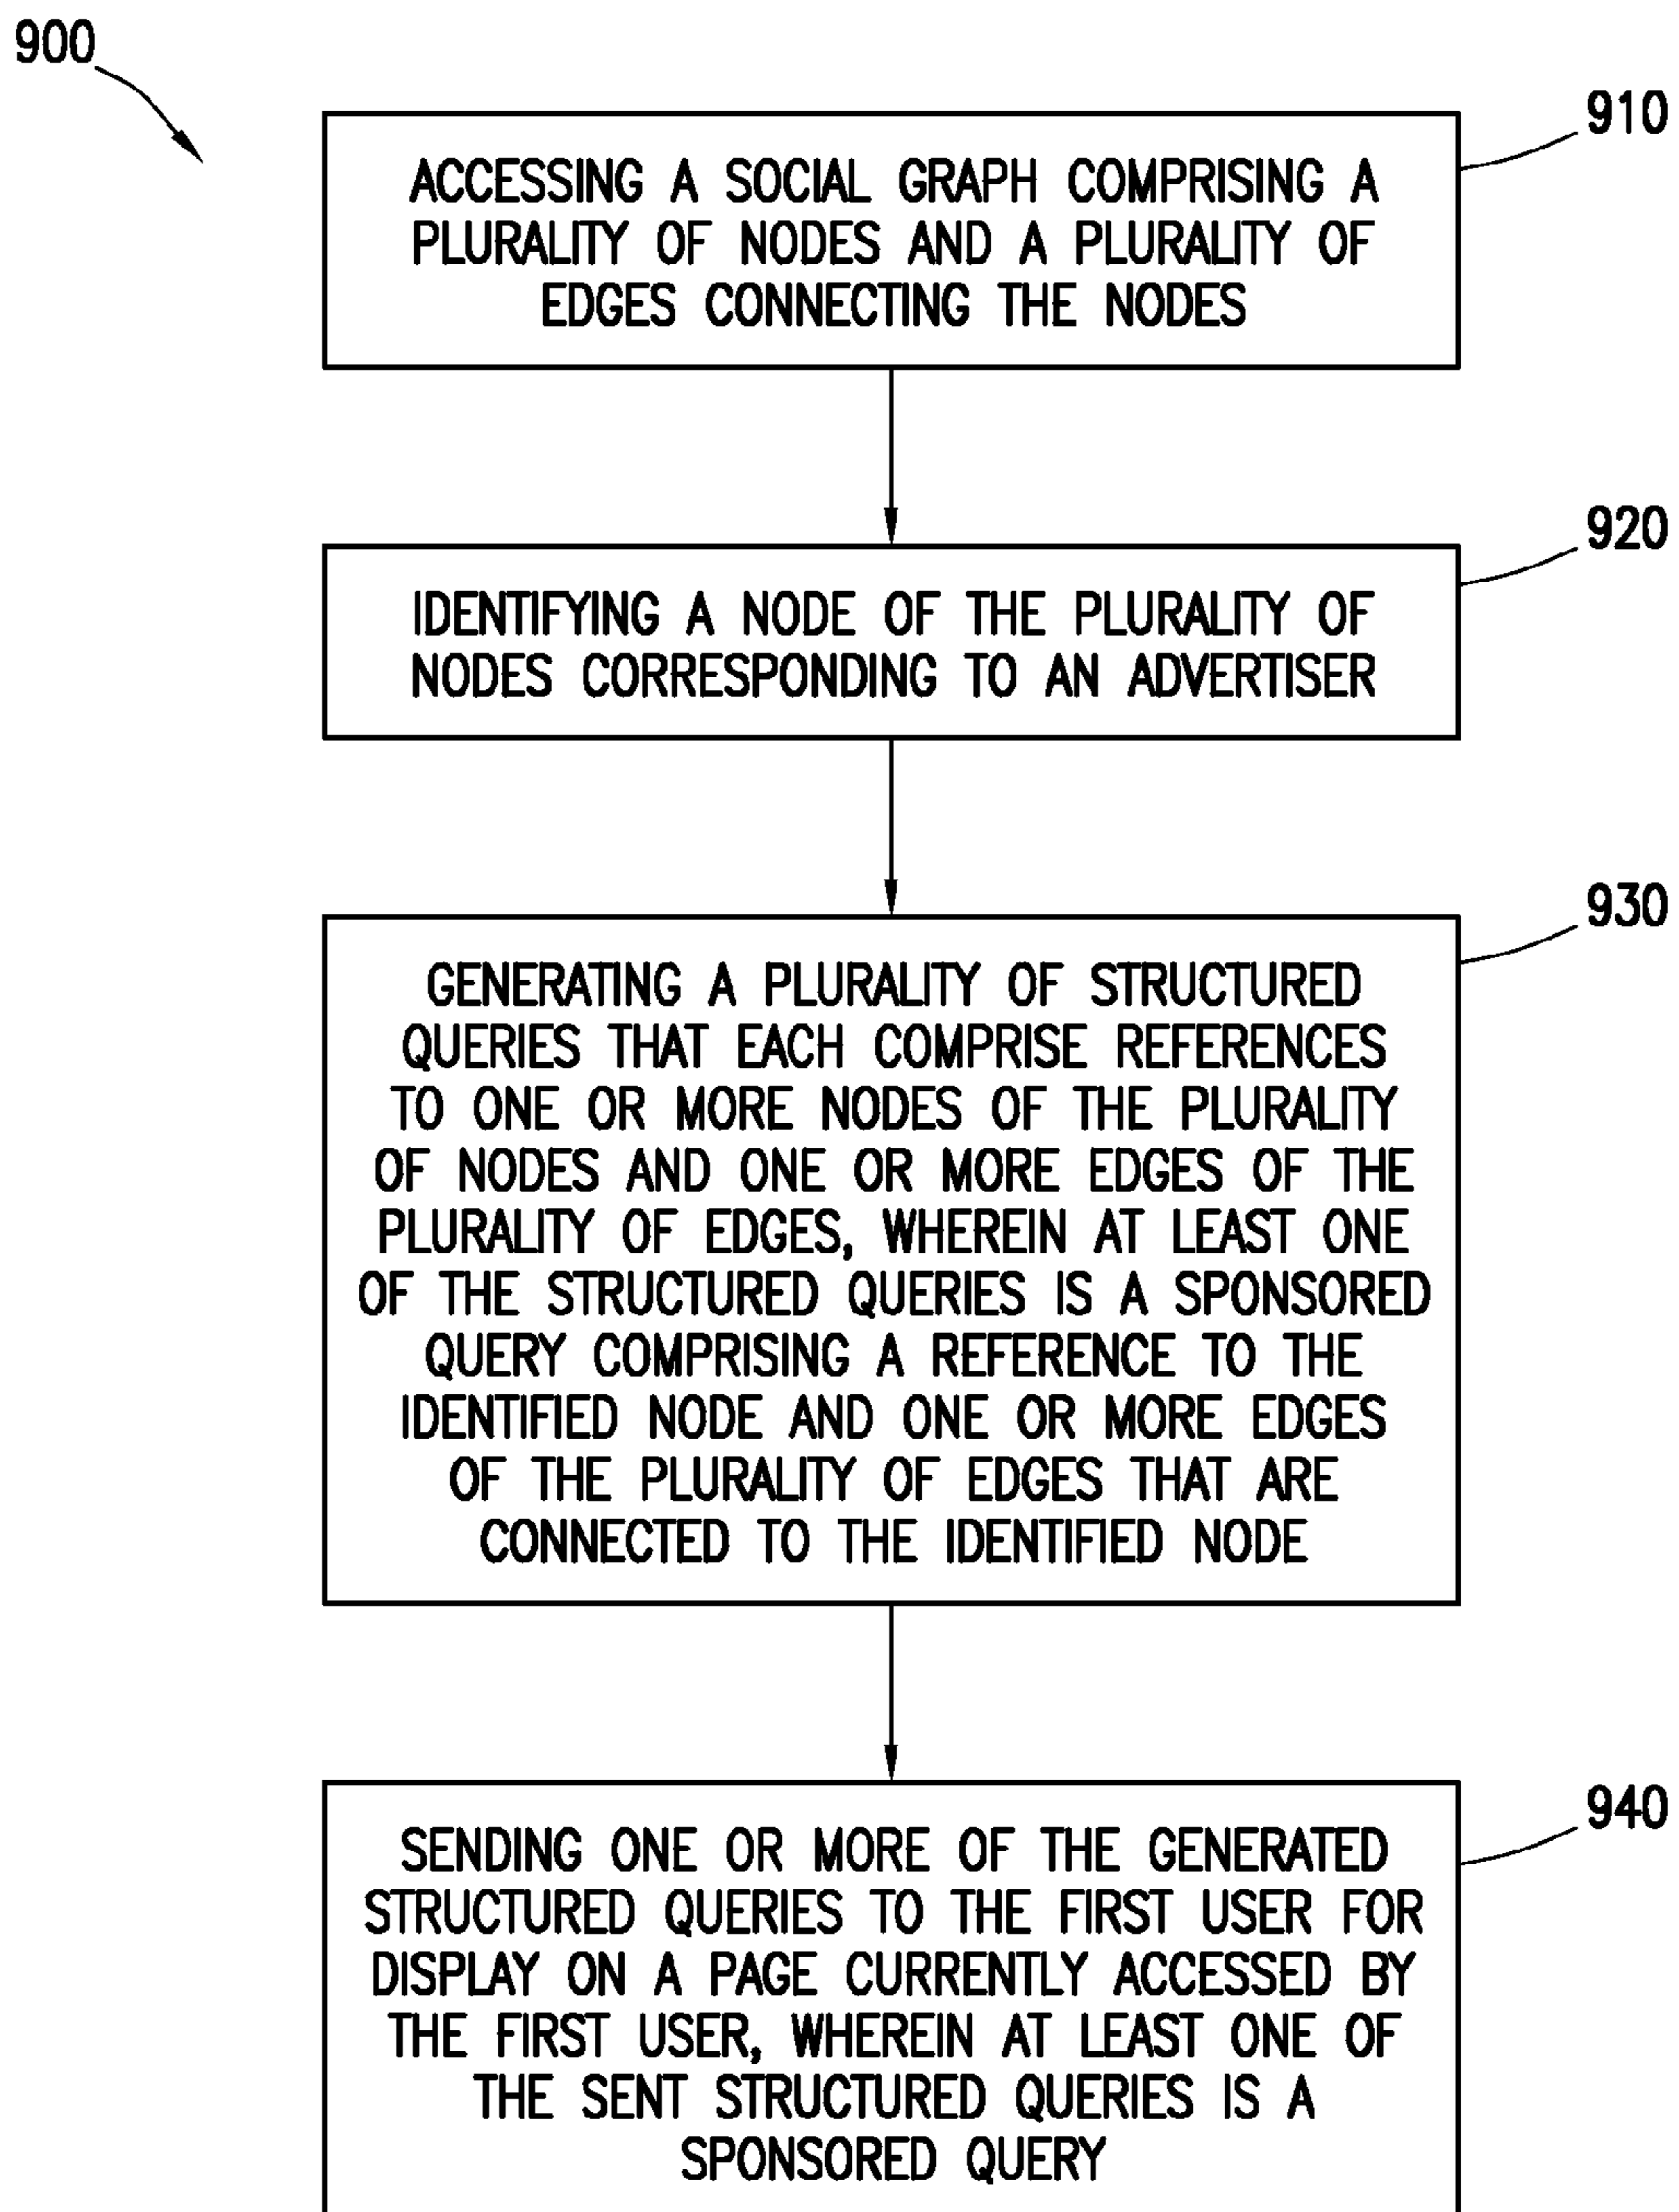 900
910
ACCESSING A SOCIAL GRAPH COMPRISING A
PLURALITY OF NODES AND A PLURALITY OF
EDGES CONNECTING THE NODES
920
IDENTIFYING A NODE OF THE PLURALITY OF
NODES CORRESPONDING TO AN ADVERTISER
930
GENERATING A PLURALITY OF STRUCTURED
QUERIES THAT EACH COMPRISE REFERENCES
TO ONE OR MORE NODES OF THE PLURALITY
OF NODES AND ONE OR MORE EDGES OF THE
PLURALITY OF EDGES, WHEREIN AT LEAST ONE
OF THE STRUCTURED QUERIES IS A SPONSORED
QUERY COMPRISING A REFERENCE TO THE
IDENTIFIED NODE AND ONE OR MORE EDGES
OF THE PLURALITY OF EDGES THAT ARE
CONNECTED TO THE IDENTIFIED NODE
940
SENDING ONE OR MORE OF THE GENERATED
STRUCTURED QUERIES TO THE FIRST USER FOR
DISPLAY ON A PAGE CURRENTLY ACCESSED BY
THE FIRST USER, WHEREIN AT LEAST ONE OF
THE SENT STRUCTURED QUERIES IS A
SPONSORED QUERY